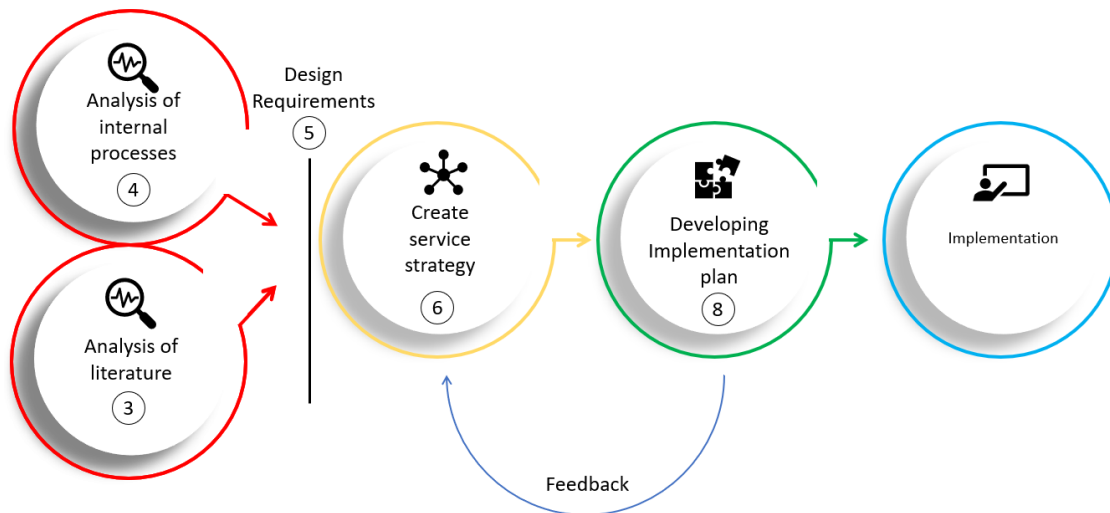 Analysis of
internal
processes
4
Analysis of
literature
3
Design
Requirements
5
Create
service
strategy
6
Developing
Implementation
plan
8
Implementation
Feedback